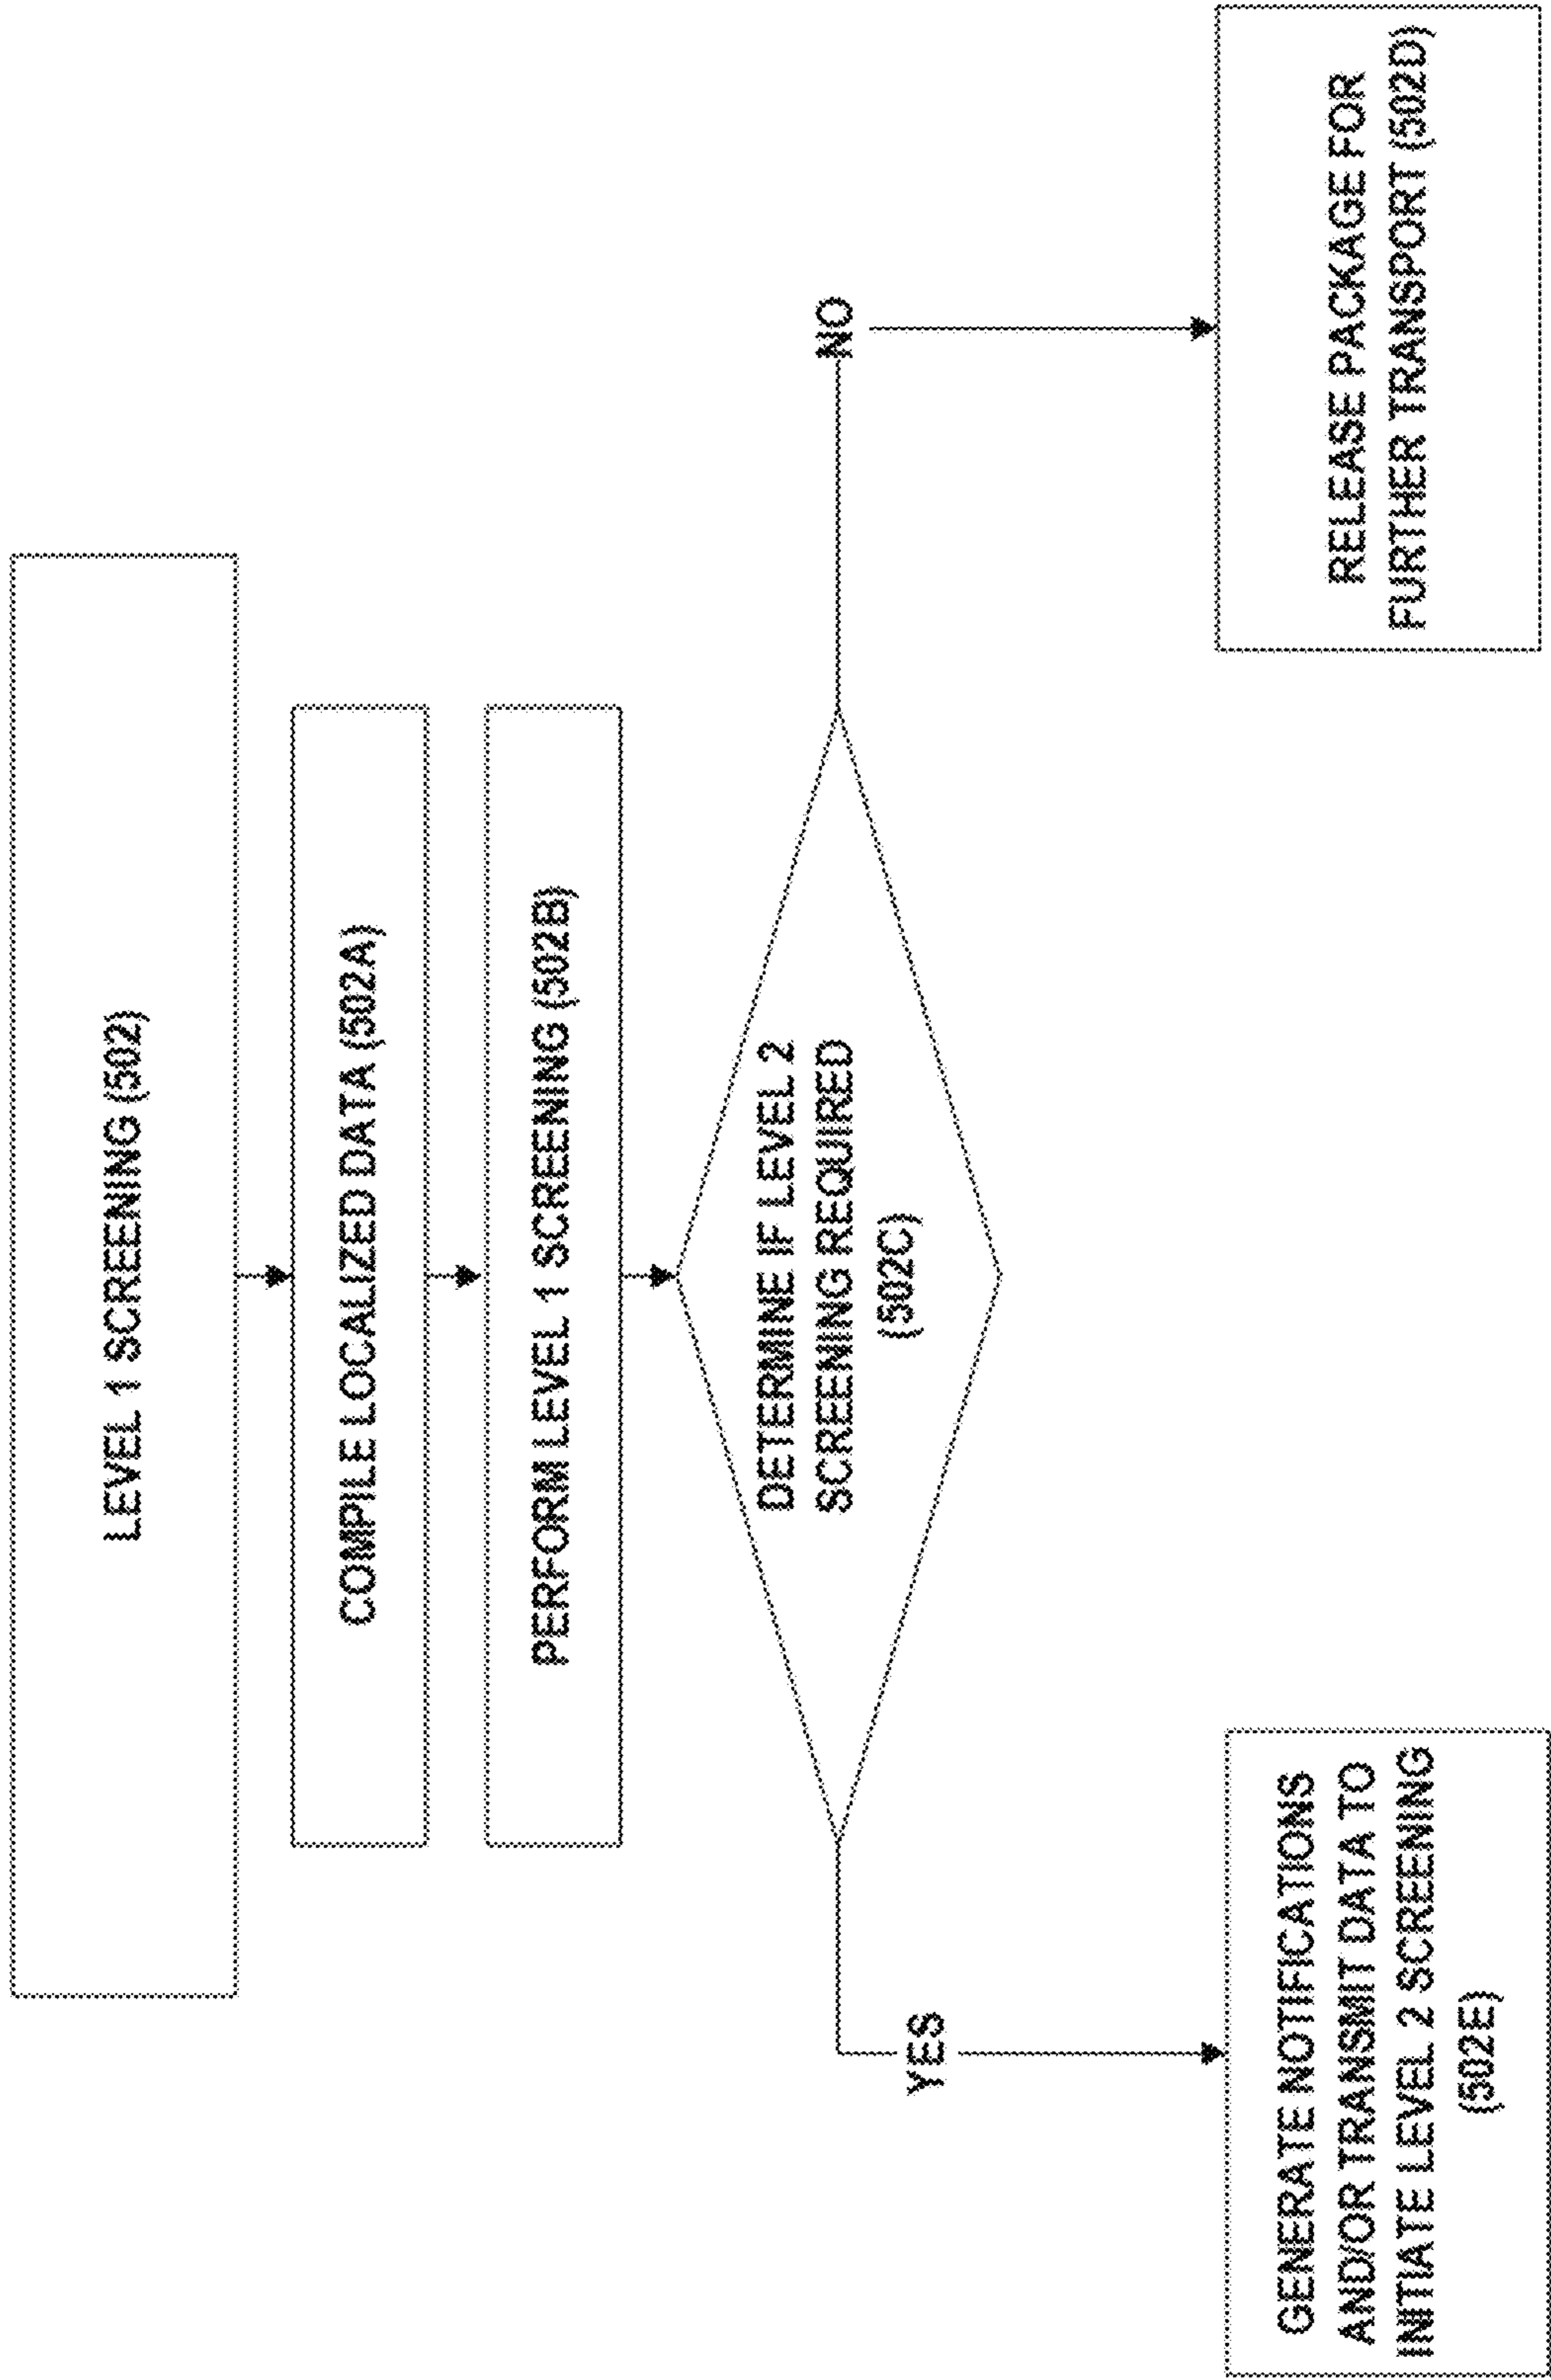 LEVEL 1 SCREENING (502)
COMPILE LOCALIZED DATA (502A)
PERFORM LEVEL 1 SCREENING (502B)
DETERMINE IF LEVEL 2
SCREENING REQUIRED
(502C)
YES
NO
GENERATE NOTIFICATIONS
AND/OR TRANSMIT DATA TO
INITIATE LEVEL 2 SCREENING
(502E)
RELEASE PACKAGE FOR
FURTHER TRANSPORT (502D)